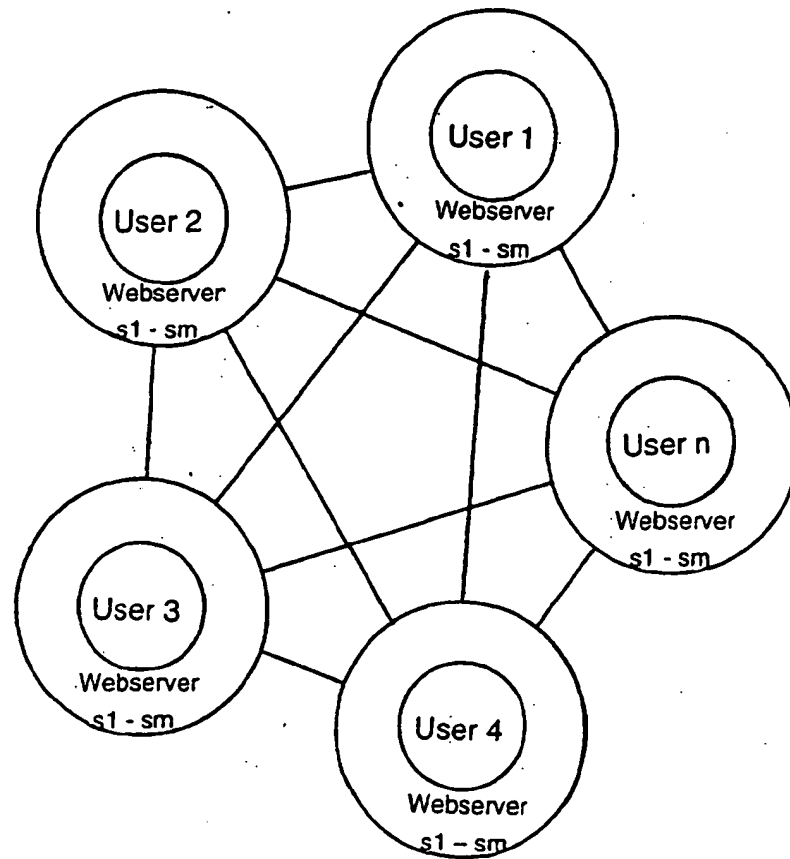 User 1
Webserver
s1 - sm
User 2
Webserver
s1 - sm
User n
Webserver
s1 - sm
User 3
Webserver
s1 - sm
User 4
Webserver
s1 – sm